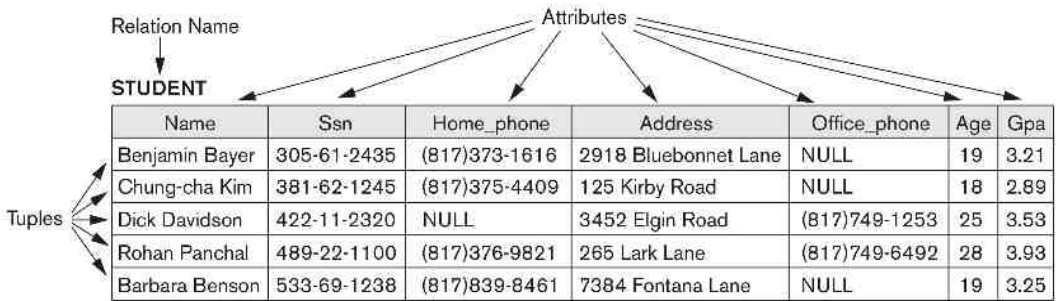 Attributes
Relation Name
STUDENT
Name Ssn Home_phone Address Office_phone Age Gpa
Benjamin Bayer 305-61-2435 (817)373-1616 2918 Bluebonnet Lane NULL 19 3.21
Chung-cha Kim 381-62-1245 (817)375-4409 125 Kirby Road NULL 18 2.89
Tuples Dick Davidson 422-11-2320 NULL 3452 Elgin Road (817)749-1253 25 3.53
Rohan Panchal 489-22-1100 (817)376-9821 265 Lark Lane (817)749-6492 28 3.93
Barbara Benson 533-69-1238 (817)839-8461 7384 Fontana Lane NULL 19 3.25